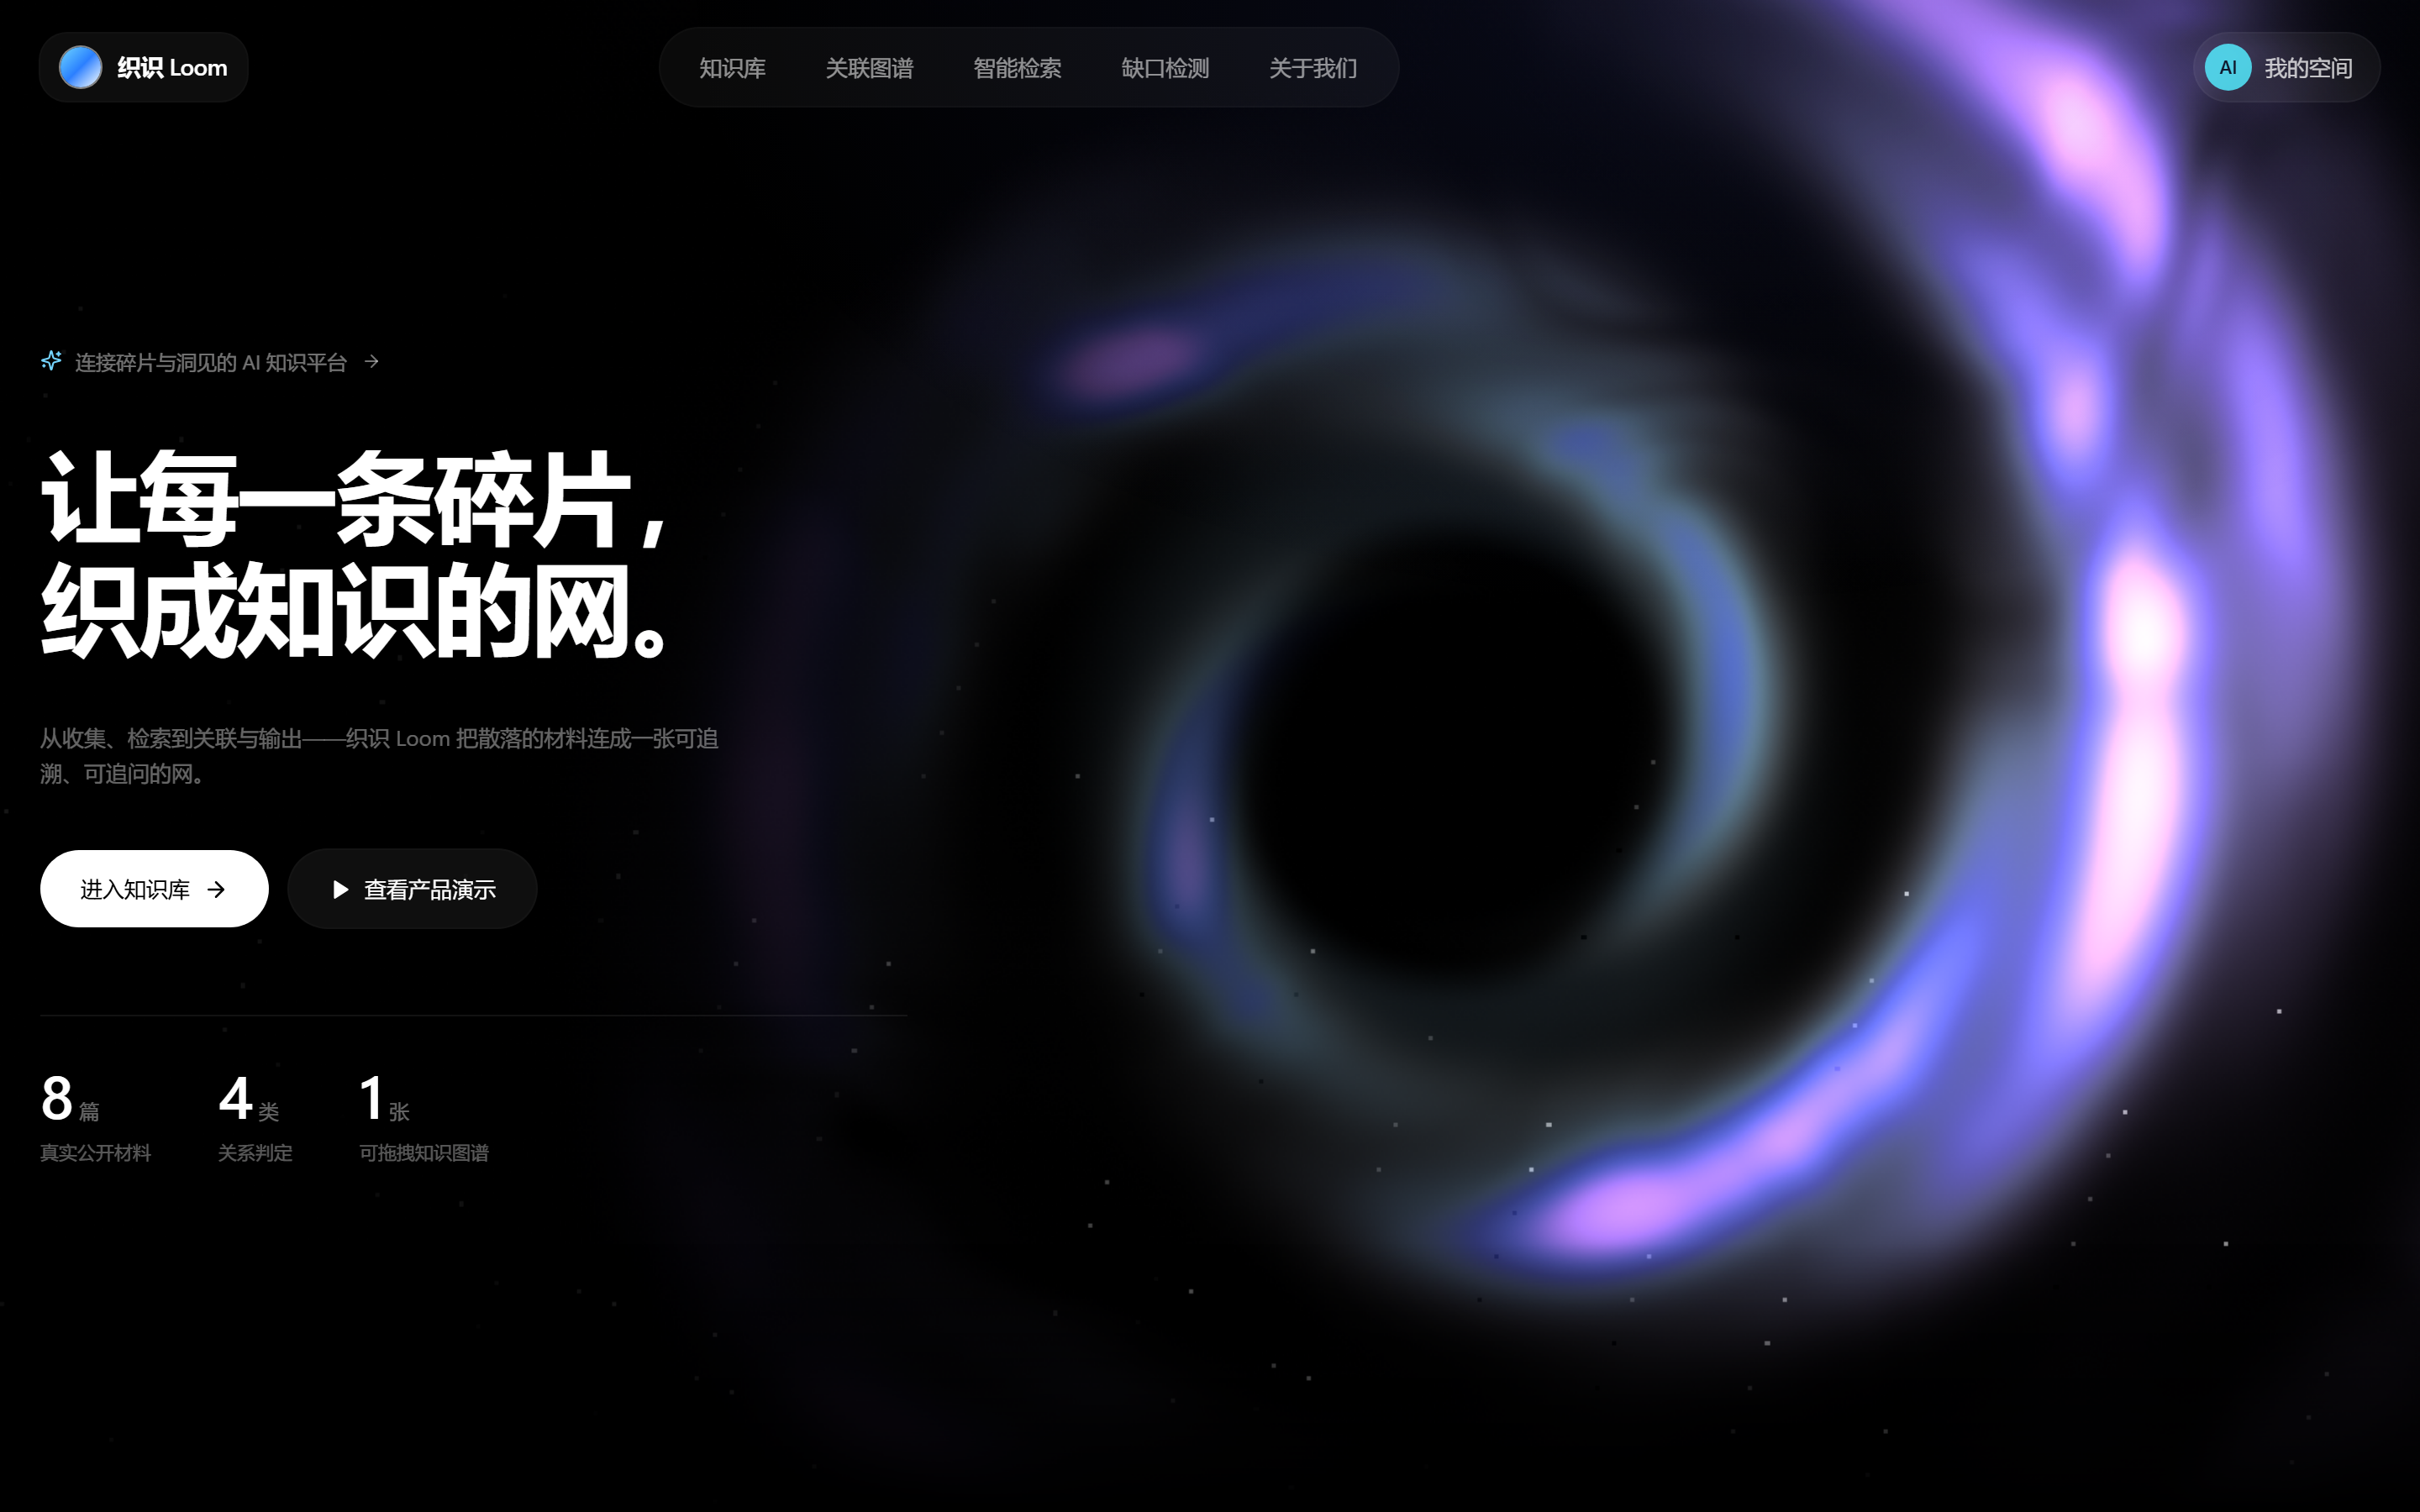 织识 Loom
知识库 关联图谱 智能检索 缺口检测 关于我们
AI 我的空间
连接碎片与洞见的 AI 知识平台 →
让每一条碎片，
织成知识的网。
从收集、检索到关联与输出——织识 Loom 把散落的材料连成一张可追
溯、可追问的网。
进入知识库 →
查看产品演示
8 篇 4 类 1 张
真实公开材料 关系判定 可拖拽知识图谱